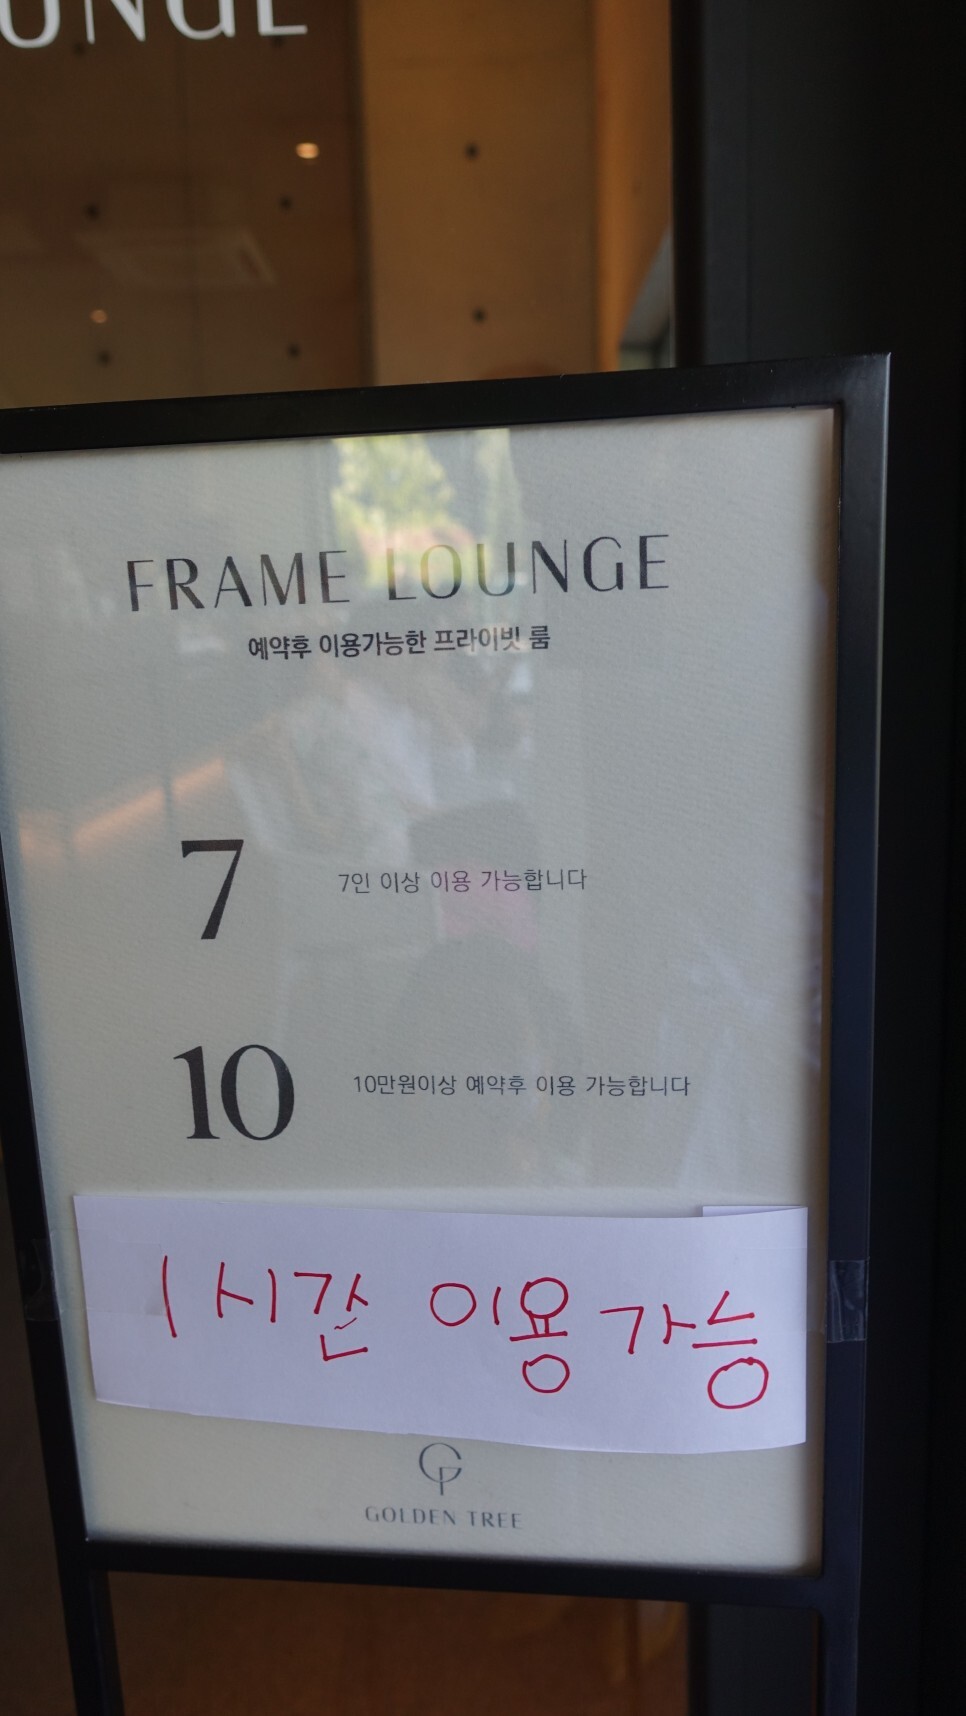 UNGE
FRAME LOUNGE
예약후 이용가능한 프라이빗 룸
7
7인 이상 이용 가능합니다
10
10만원이상 예약후 이용 가능합니다
1시간 이용 가능
GOLDEN TREE